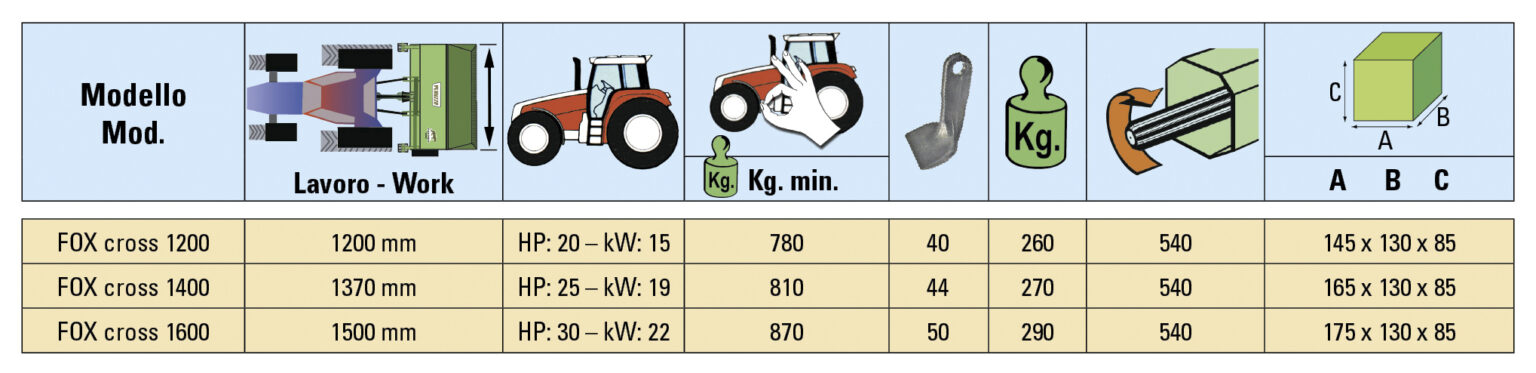 Modello
Mod.
Lavoro - Work
Kg.
Kg. min.
Kg.
C
B
A
A B C
FOX cross 1200 1200 mm HP: 20 – kW: 15 780 40 260 540 145 x 130 x 85
FOX cross 1400 1370 mm HP: 25 – kW: 19 810 44 270 540 165 x 130 x 85
FOX cross 1600 1500 mm HP: 30 – kW: 22 870 50 290 540 175 x 130 x 85